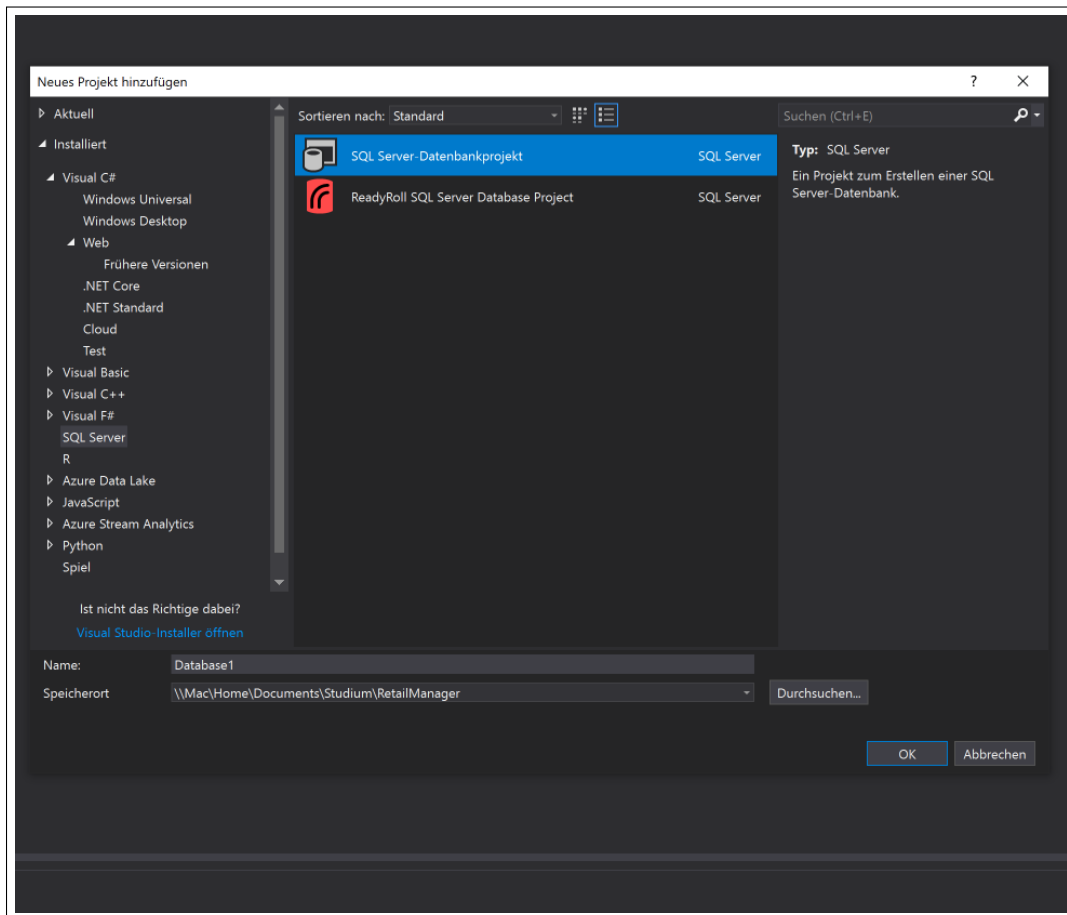 Neues Projekt hinzufügen
?
Aktuell
Sortieren nach: Standard
Suchen (Ctrl+E)
Installiert
Visual C#
Windows Universal
Windows Desktop
Web
Frühere Versionen
.NET Core
.NET Standard
Cloud
Test
Visual Basic
Visual C++
Visual F#
SQL Server
R
Azure Data Lake
JavaScript
Azure Stream Analytics
Python
Spiel
Ist nicht das Richtige dabei?
Visual Studio-Installer öffnen
SQL Server-Datenbankprojekt SQL Server
ReadyRoll SQL Server Database Project SQL Server
Typ: SQL Server
Ein Projekt zum Erstellen einer SQL
Server-Datenbank.
Name: Database1
Speicherort \\Mac\Home\Documents\Studium\RetailManager Durchsuchen...
OK Abbrechen